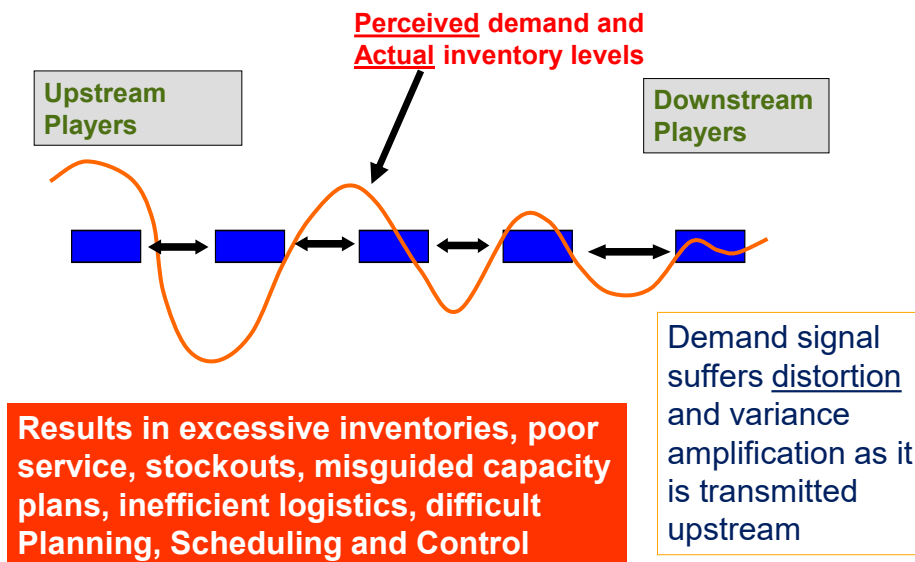 Perceived demand and
Actual inventory levels
Upstream
Players
Downstream
Players
Demand signal
suffers distortion
and variance
amplification as it
is transmitted
upstream
Results in excessive inventories, poor
service, stockouts, misguided capacity
plans, inefficient logistics, difficult
Planning, Scheduling and Control